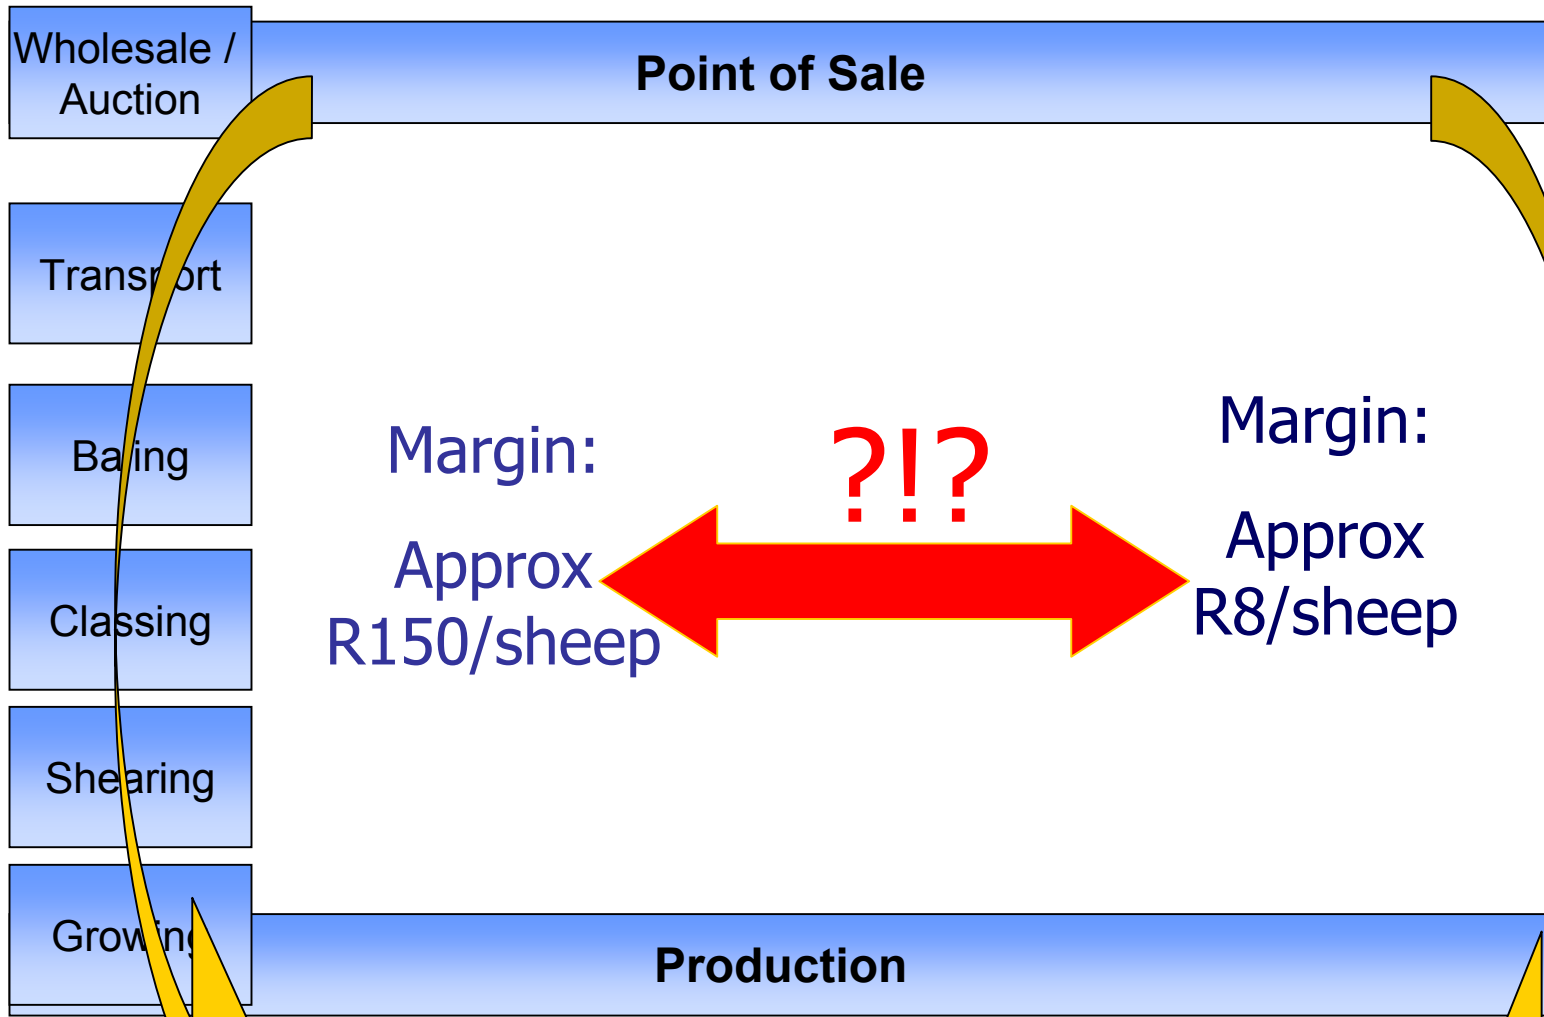 Wholesale /
Auction
Point of Sale
Transport
Baling
Classing
Shearing
Growing
Margin:
Approx
R150/sheep
?!?
Margin:
Approx
R8/sheep
Production